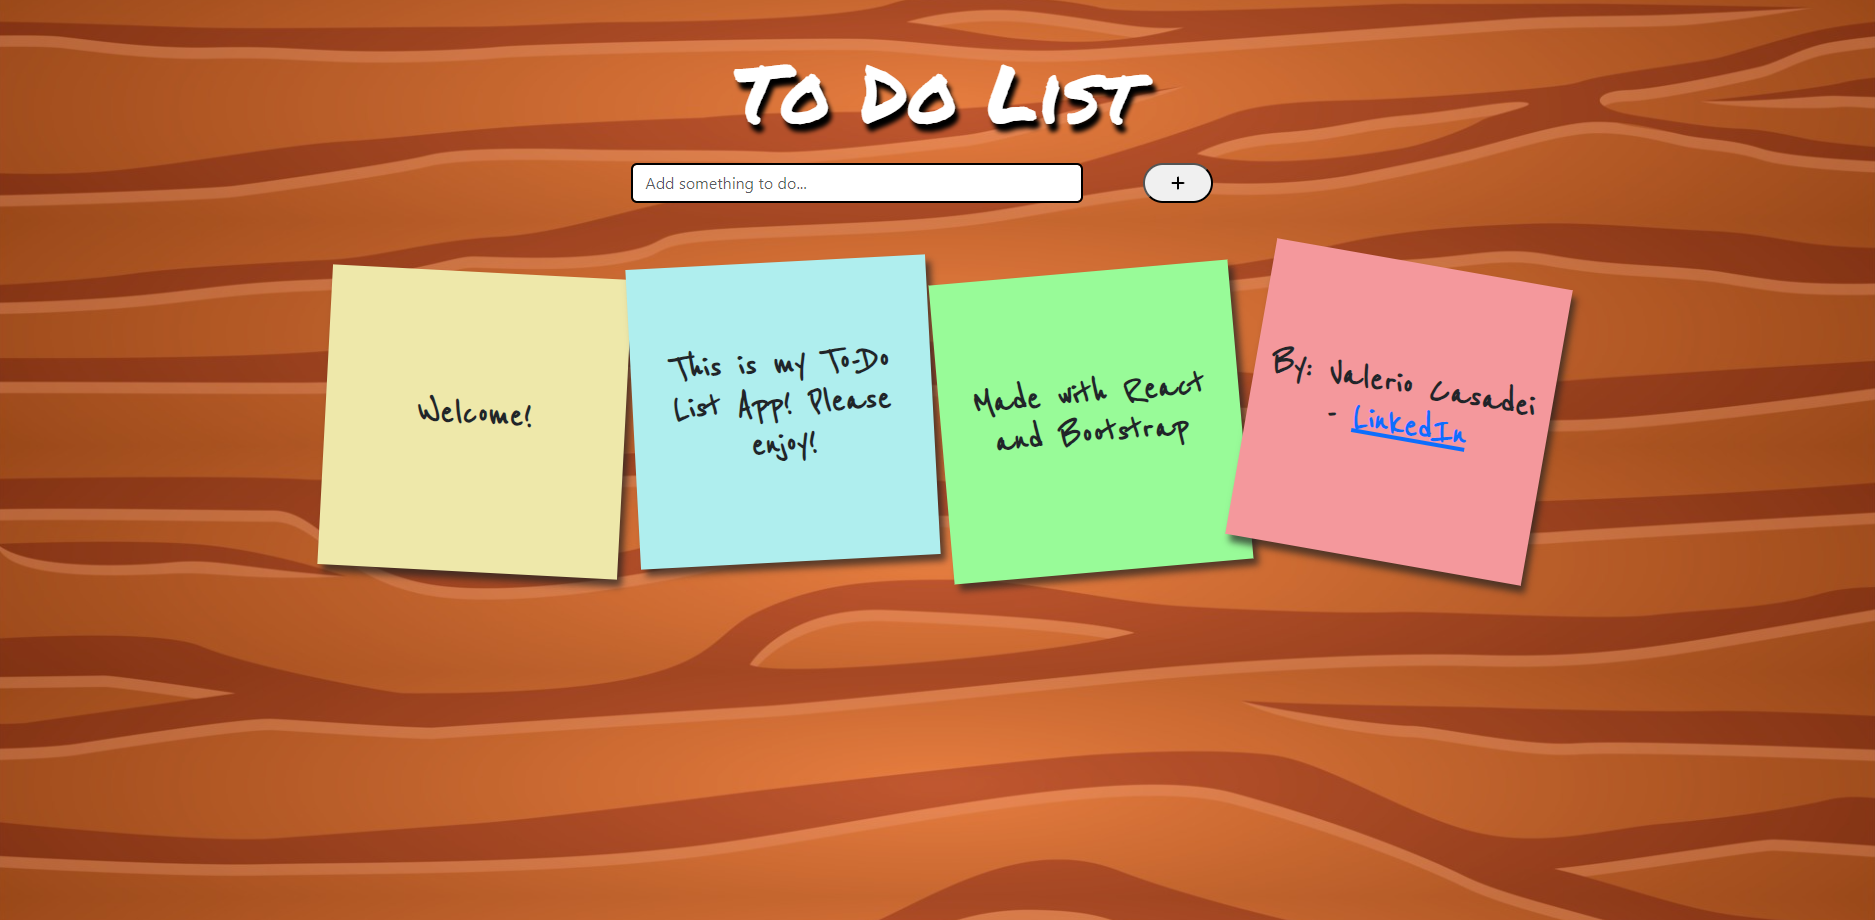 To Do List
Add something to do...
+
Welcome!
This is my To-Do
List App! Please
enjoy!
Made with React
and Bootstrap
By: Valerio Casadei
- LinkedIn